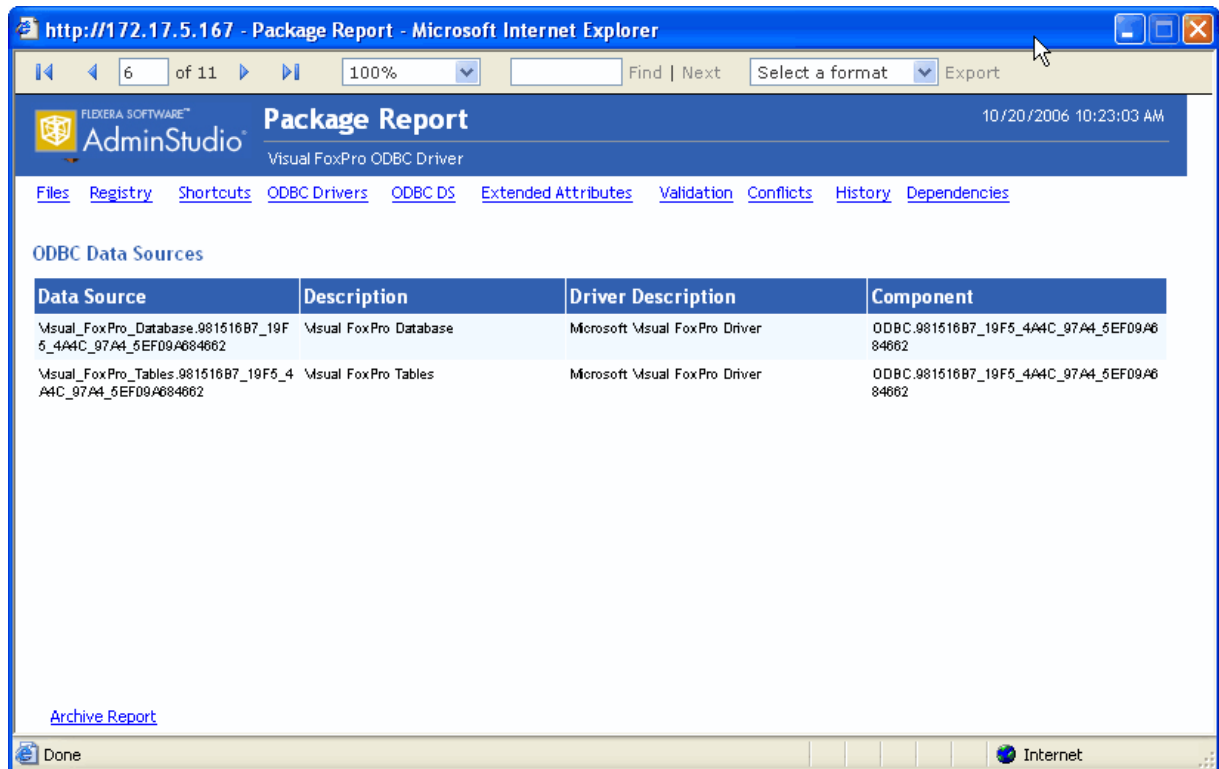 http://172.17.5.167 - Package Report - Microsoft Internet Explorer
6 of 11 100% Find | Next Select a format Export
FLEXERA SOFTWARE™
AdminStudio®
Package Report
10/20/2006 10:23:03 AM
Visual FoxPro ODBC Driver
Files Registry Shortcuts ODBC Drivers ODBC DS Extended Attributes Validation Conflicts History Dependencies
ODBC Data Sources
Data Source Description Driver Description Component
Visual_FoxPro_Database.981516B7_19F Visual FoxPro Database Microsoft Visual FoxPro Driver ODBC.981516B7_19F5_4A4C_97A4_5EF09A6
5_4A4C_97A4_5EF09A684662 84662
Visual_FoxPro_Tables.981516B7_19F5_4 Visual FoxPro Tables Microsoft Visual FoxPro Driver ODBC.981516B7_19F5_4A4C_97A4_5EF09A6
A4C_97A4_5EF09A684662 84662
Archive Report
Done Internet